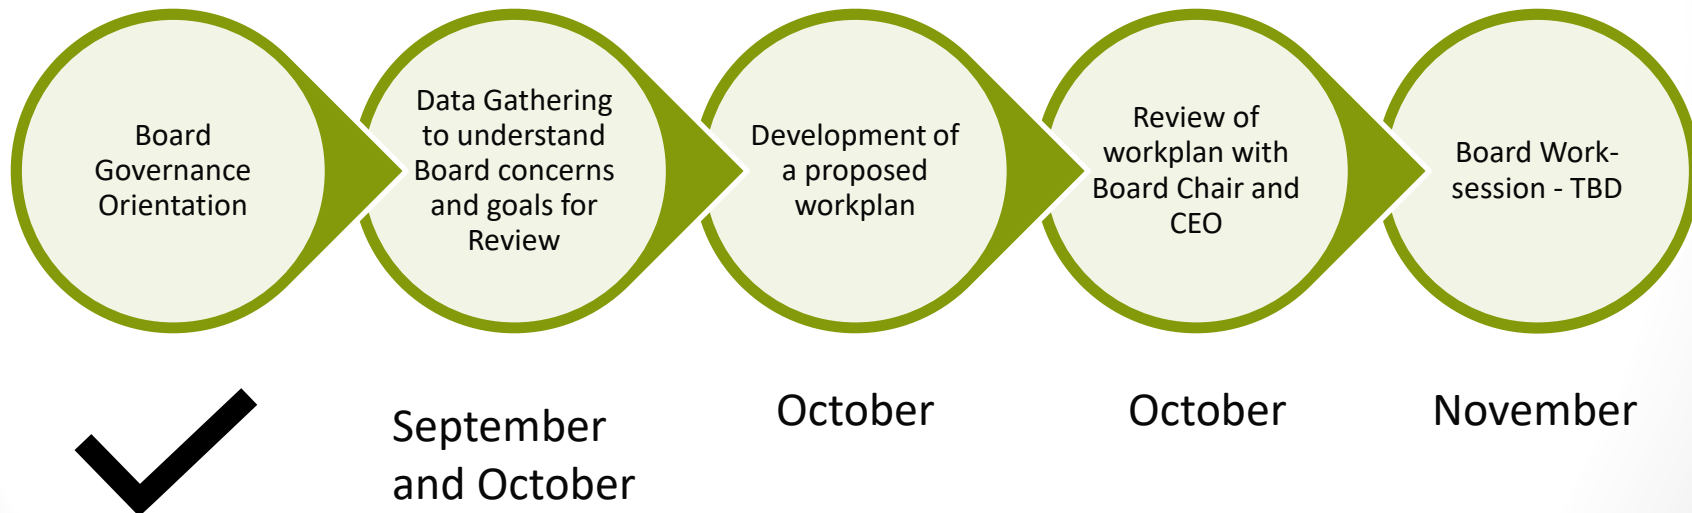 Board
Governance
Orientation
Data Gathering
to understand
Board concerns
and goals for
Review
Development of
a proposed
workplan
Review of
workplan with
Board Chair and
CEO
Board Work-
session - TBD
September
and October
October
October
November